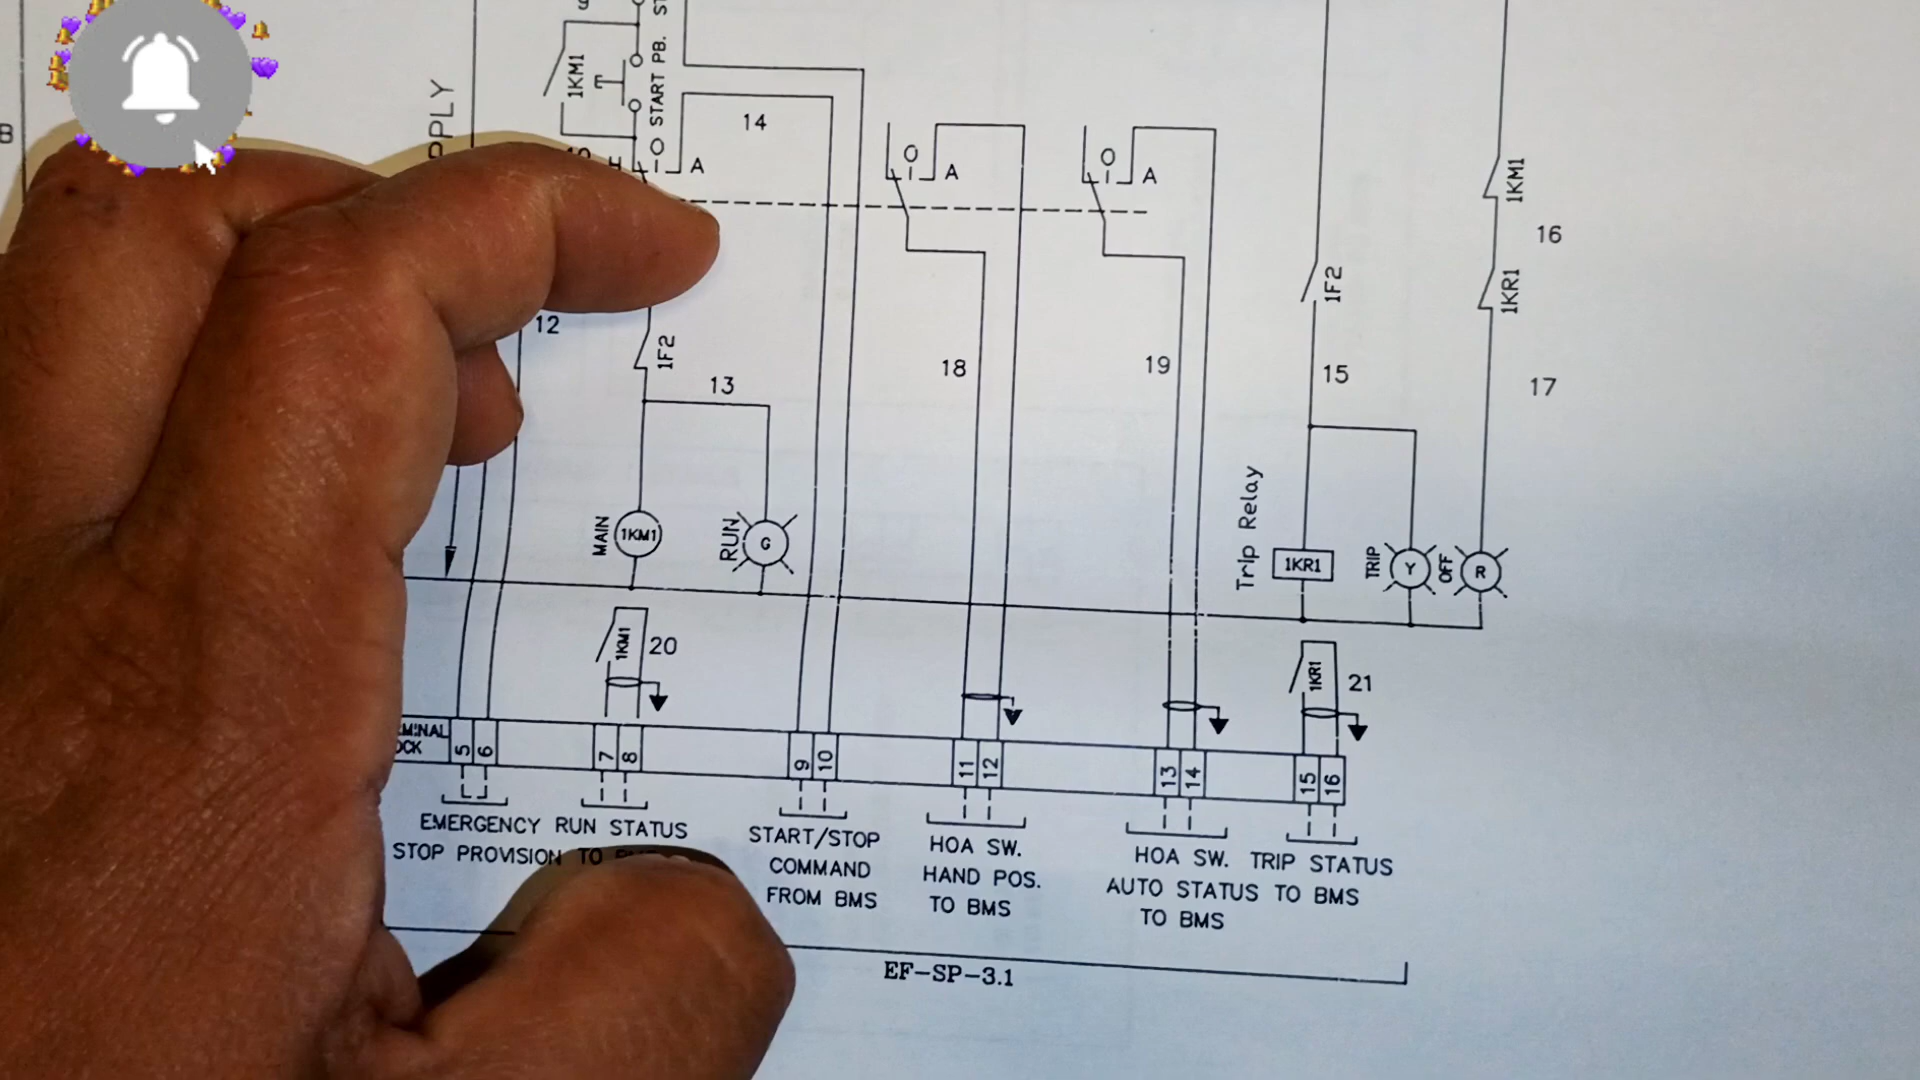 9
1KM1
START PB.
14
A
O
A
O
A
1KM1
16
1F2
1KR1
12
1F2
13
18
19
15
17
Trip Relay
MAIN
1KM1
RUN
G
1KR1
TRIP
Y
OFF
R
1KM1
20
1KR1
21
5
6
7
8
9
10
11
12
13
14
15
16
EMERGENCY
STOP PROVISION
RUN STATUS
TO
START/STOP
COMMAND
FROM BMS
HOA SW.
HAND POS.
TO BMS
HOA SW.
AUTO STATUS
TO BMS
TRIP STATUS
TO BMS
EF-SP-3.1